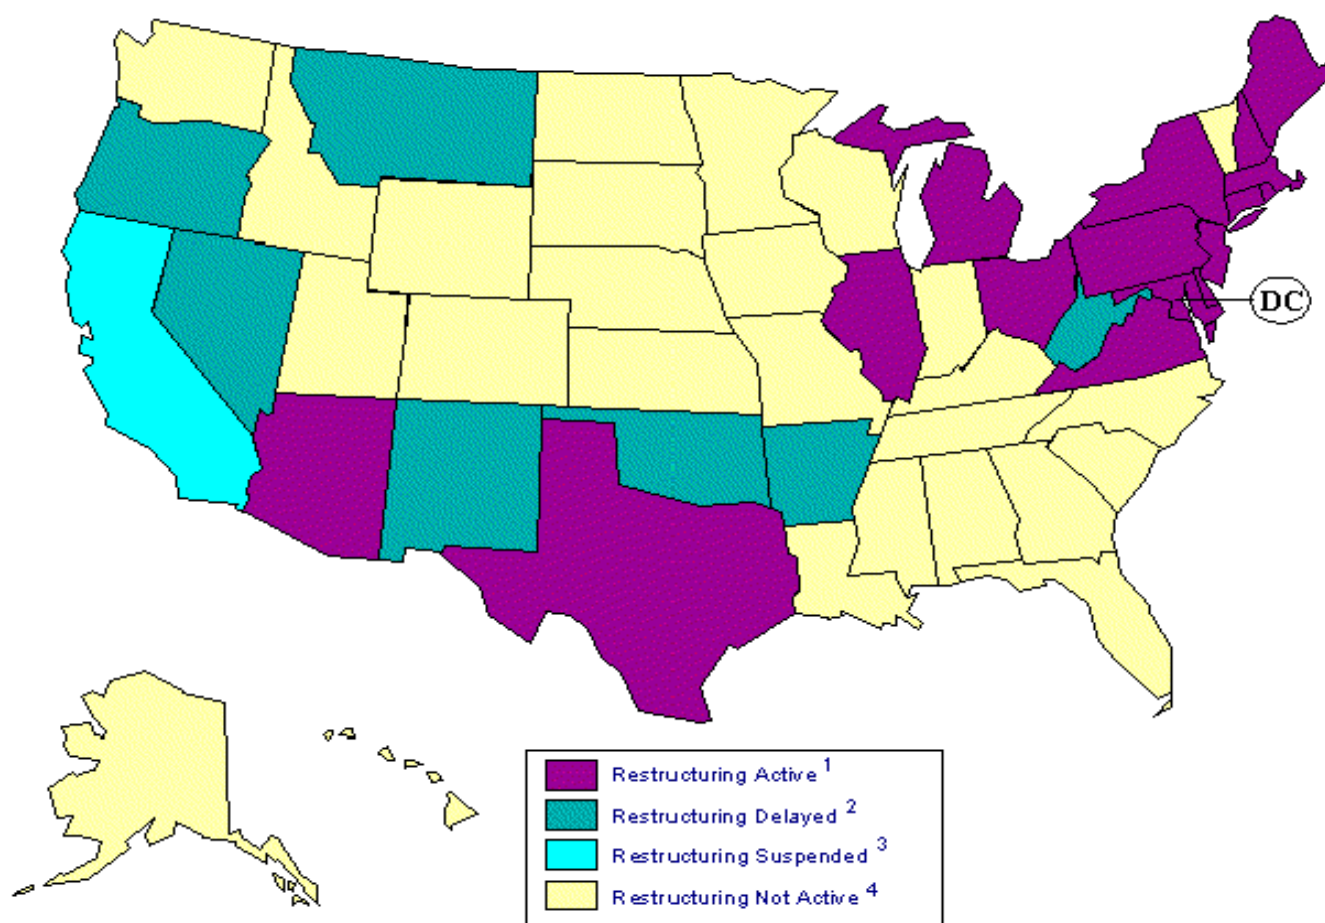 DC
Restructuring Active 1
Restructuring Delayed 2
Restructuring Suspended 3
Restructuring Not Active 4